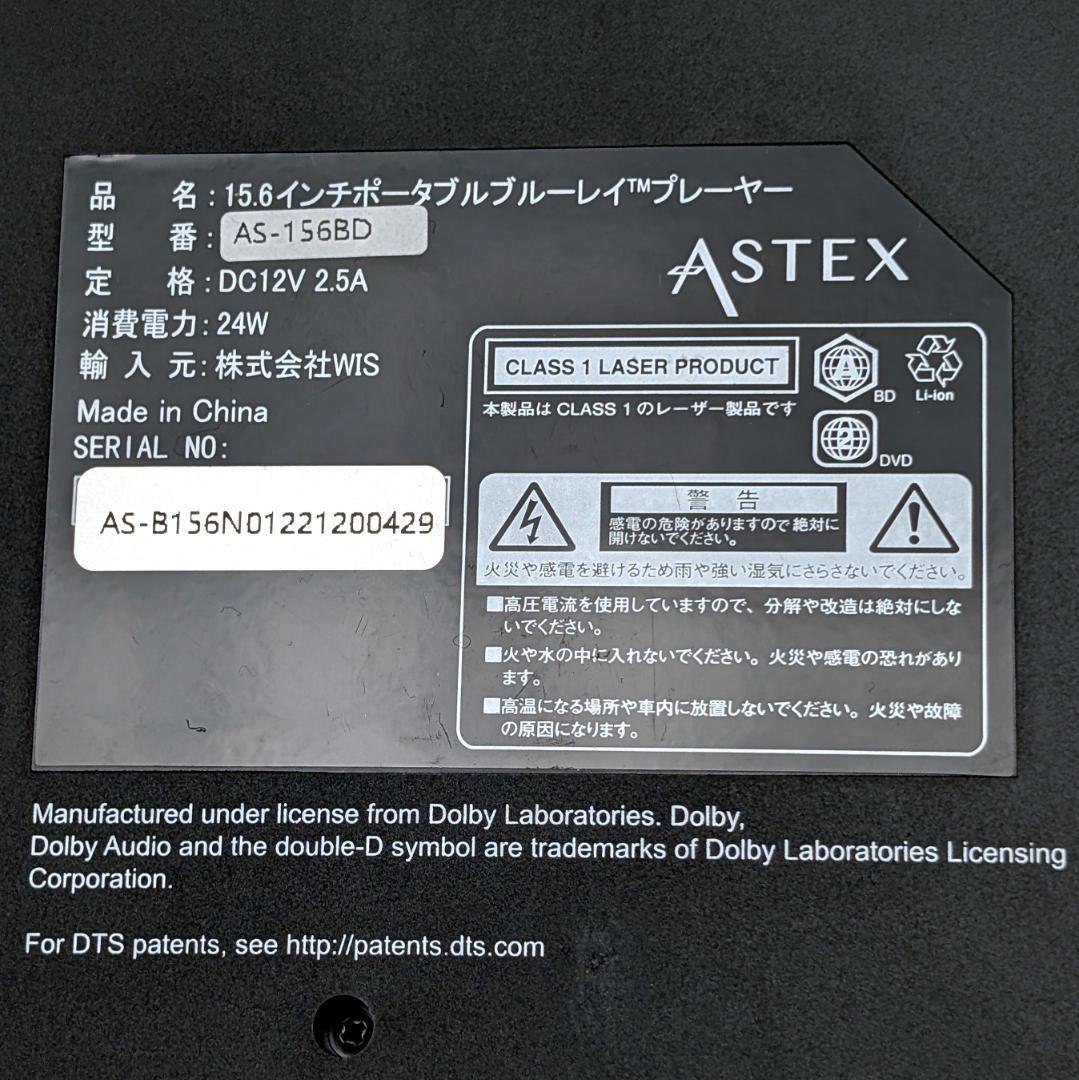 品 名:15.6インチポータブルブルーレイ™プレーヤー
型 番:AS-156BD
定 格:DC12V 2.5A
消費電力:24W
輸 入 元:株式会社WIS
Made in China
SERIAL NO:
AS-B156N01221200429
ASTEX
CLASS 1 LASER PRODUCT
本製品は CLASS 1 のレーザー製品です
A
BD
Li-ion
2
DVD
警 告
感電の危険がありますので絶対に
開けないでください。
火災や感電を避けるため雨や強い湿気にさらさないでください。
■高圧電流を使用していますので、分解や改造は絶対にしな
いでください。
■火や水の中に入れないでください。火災や感電の恐れがあり
ます。
■高温になる場所や車内に放置しないでください。火災や故障
の原因になります。
Manufactured under license from Dolby Laboratories. Dolby,
Dolby Audio and the double-D symbol are trademarks of Dolby Laboratories Licensing
Corporation.
For DTS patents, see http://patents.dts.com